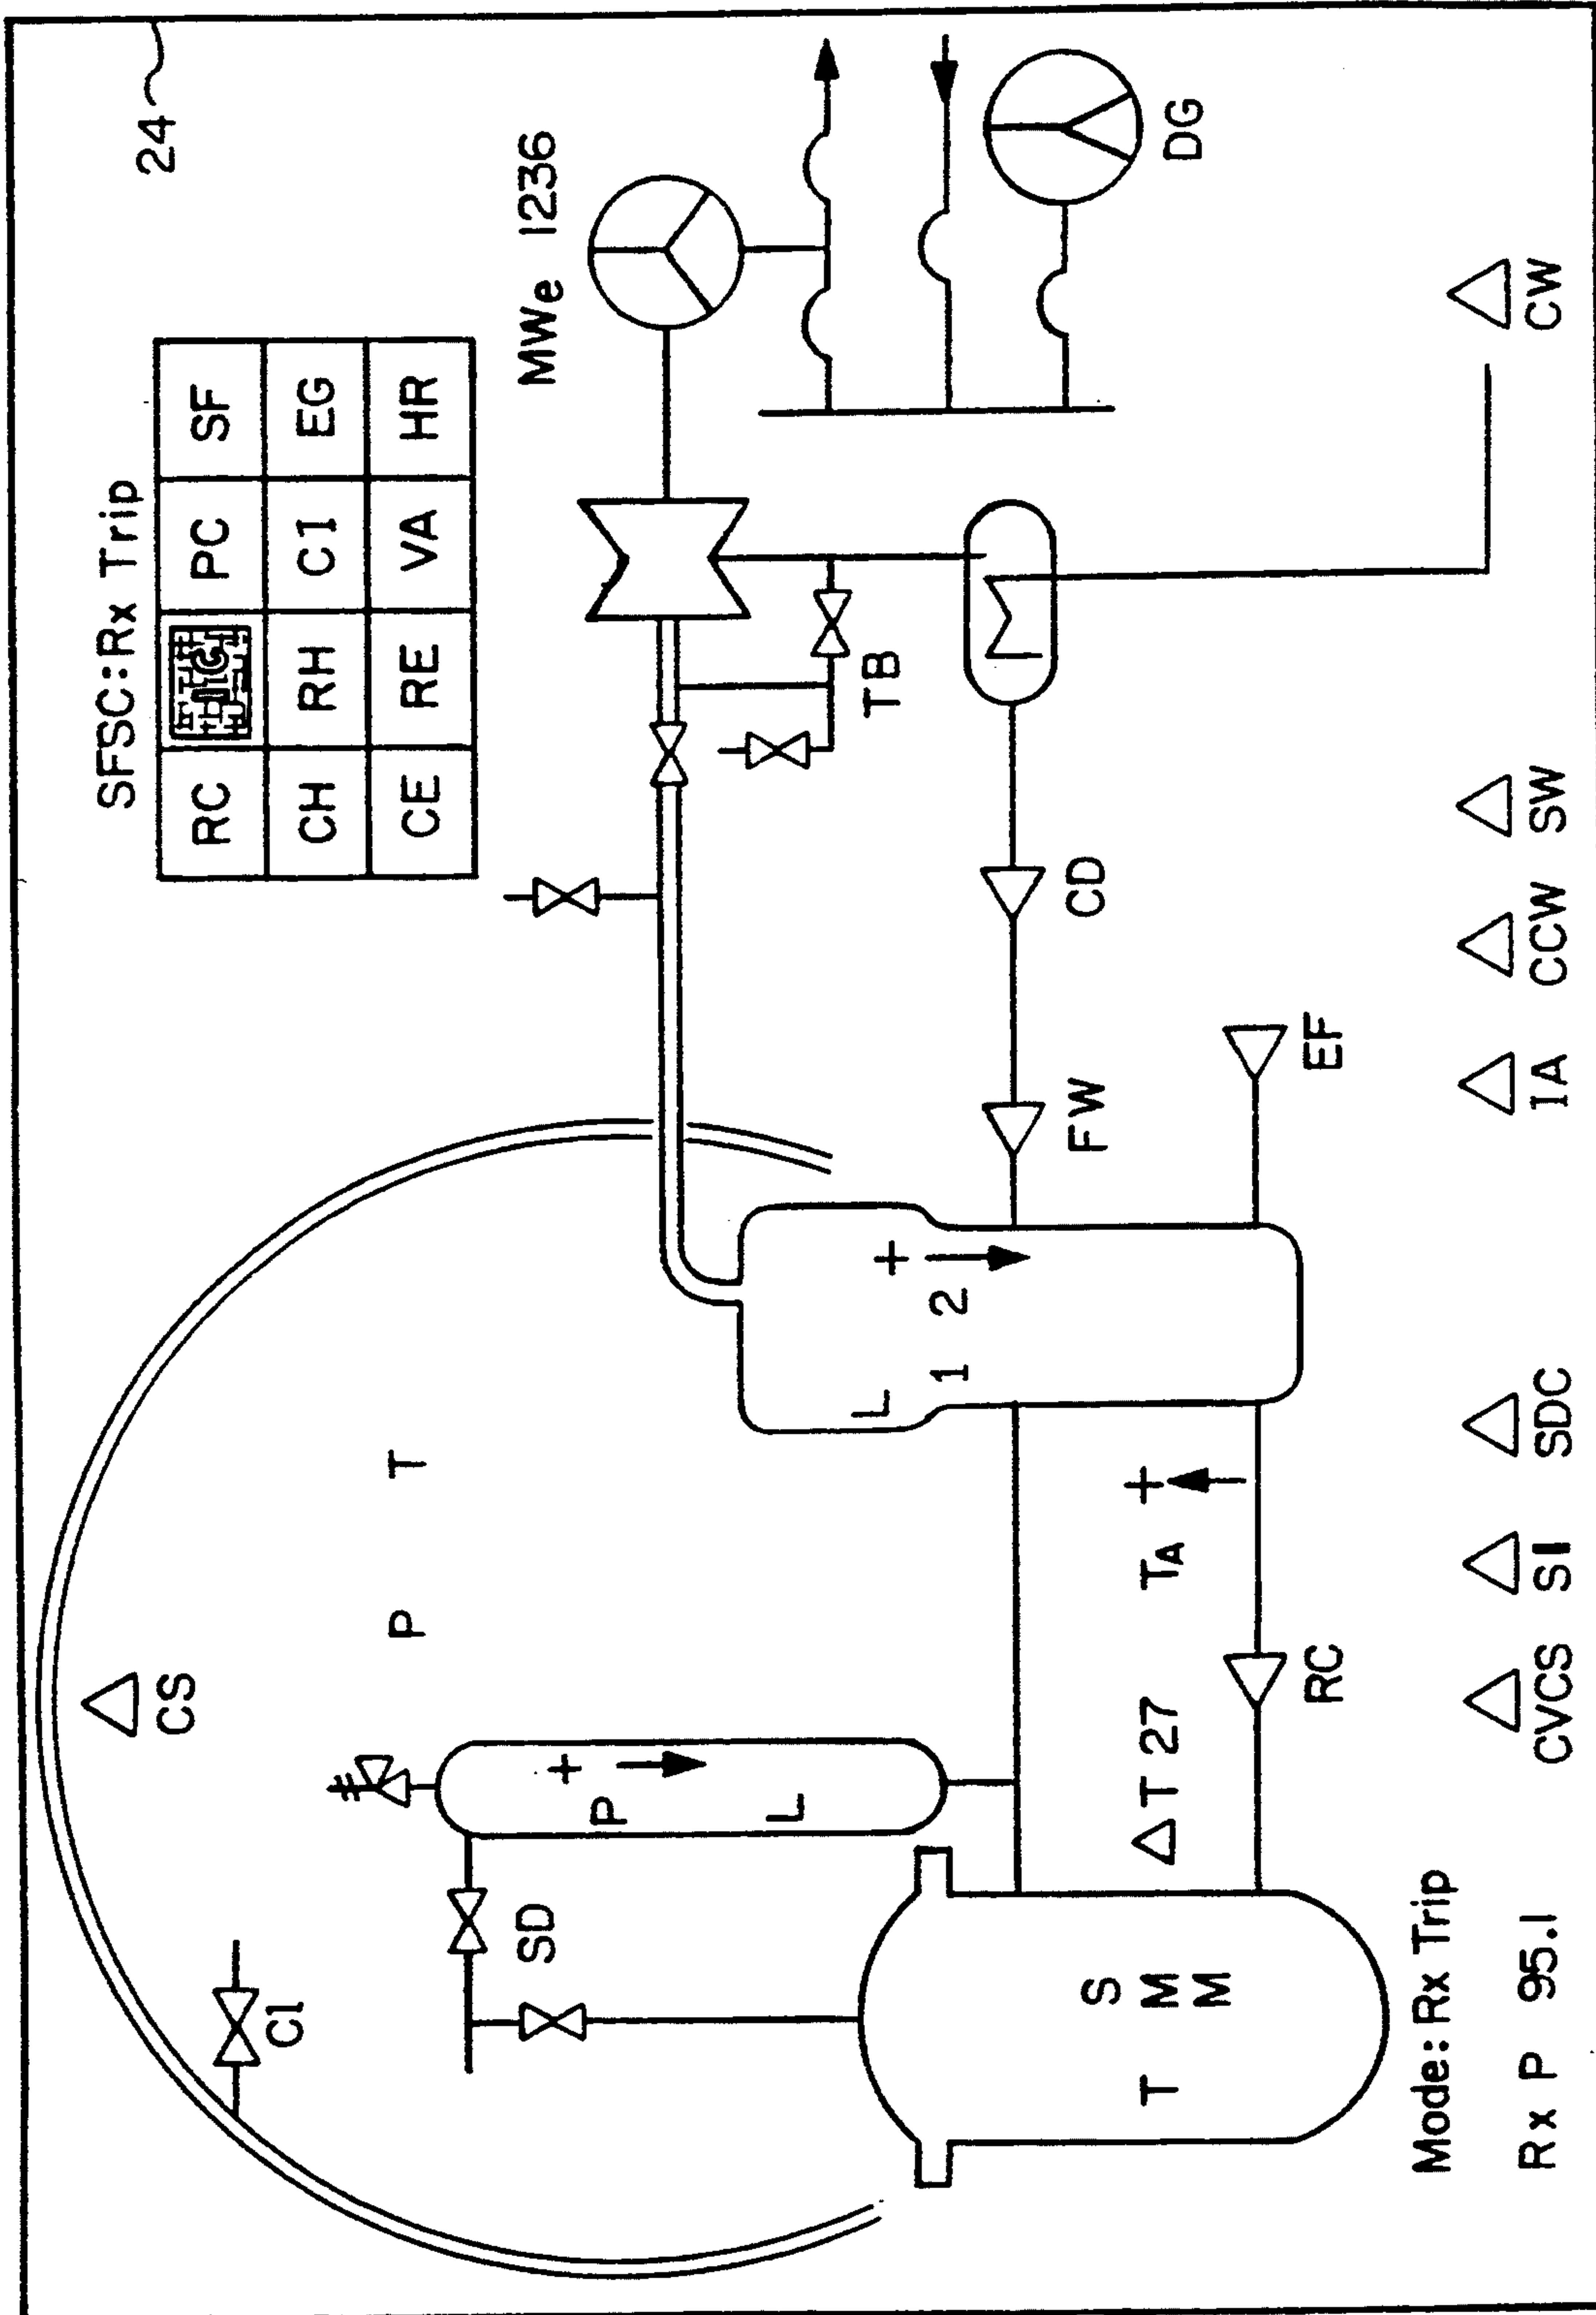 24
SFSC:Rx Trip
RC IC PC SF
CH RH CI EG
CE RE VA HR
CS
CI
P T
SD
MWe 1236
P
L
TB
L
1 2
DG
CD
FW
S
T M
M
△T 27 TA
RC
EF
Mode: Rx Trip
Rx P 95.1
CVCS SI SDC IA CCW SW CW